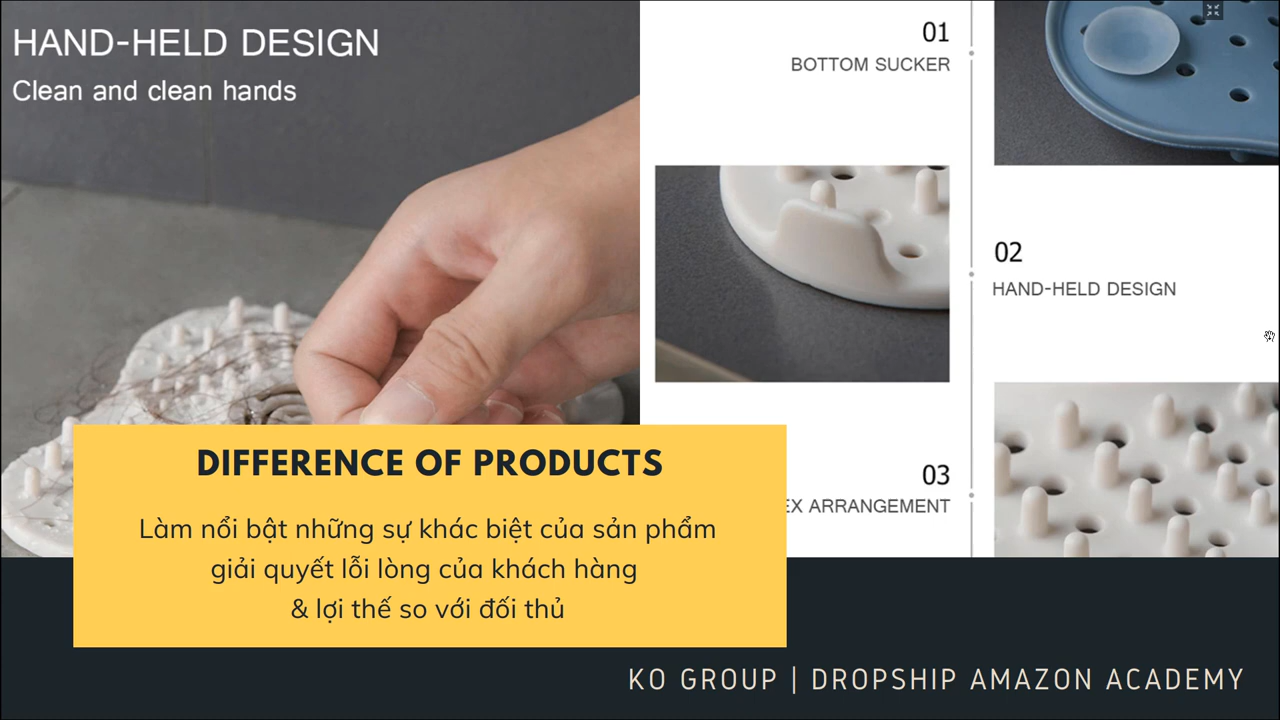 HAND-HELD DESIGN
Clean and clean hands
01
BOTTOM SUCKER
02
HAND-HELD DESIGN
03
EX ARRANGEMENT
DIFFERENCE OF PRODUCTS
Làm nổi bật những sự khác biệt của sản phẩm
giải quyết lỗi lòng của khách hàng
& lợi thế so với đối thủ
KO GROUP | DROPSHIP AMAZON ACADEMY